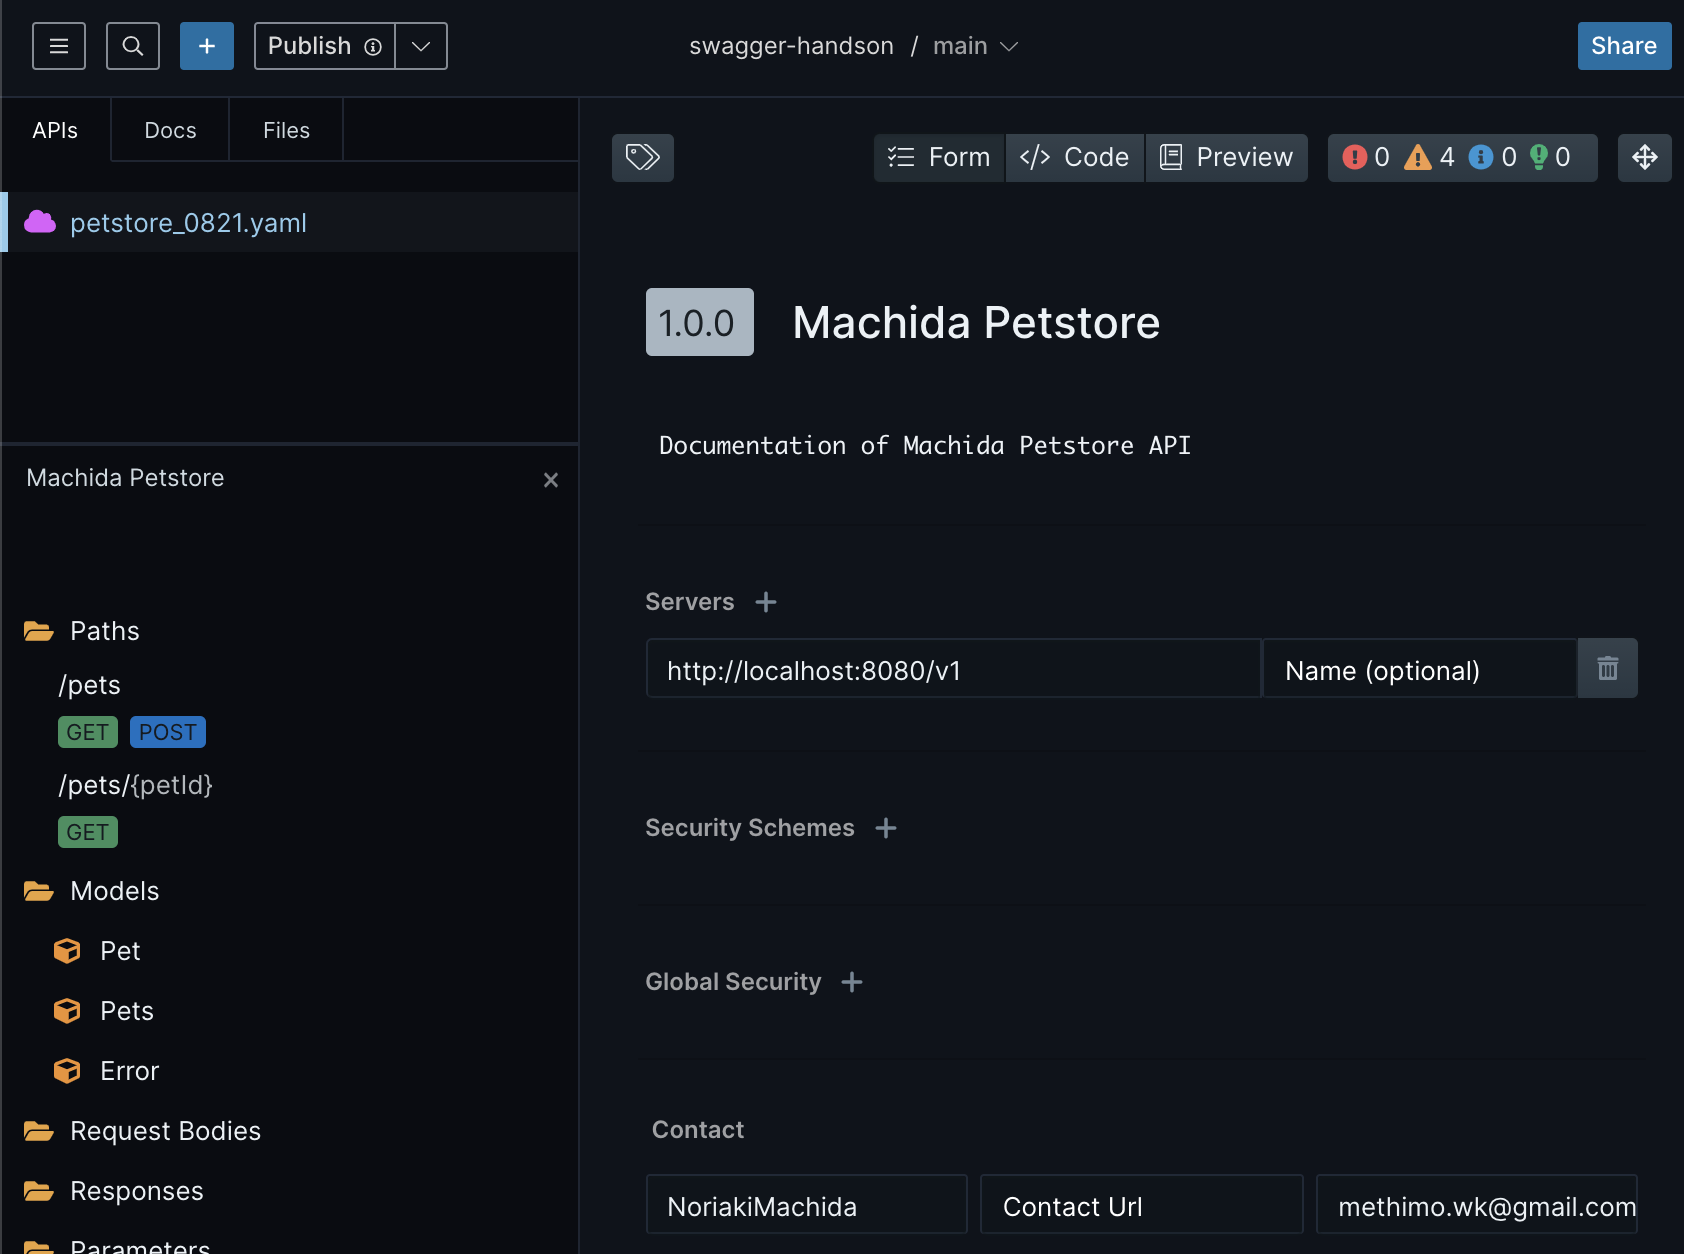 Publish
swagger-handson / main
Share
APIs
Docs
Files
petstore_0821.yaml
Form
</> Code
Preview
0 4 0 0
1.0.0 Machida Petstore
Documentation of Machida Petstore API
Machida Petstore
Paths
/pets
GET POST
/pets/{petId}
GET
Models
Pet
Pets
Error
Request Bodies
Responses
Parameters
Servers
http://localhost:8080/v1
Name (optional)
Security Schemes
Global Security
Contact
NoriakiMachida
Contact Url
methimo.wk@gmail.com